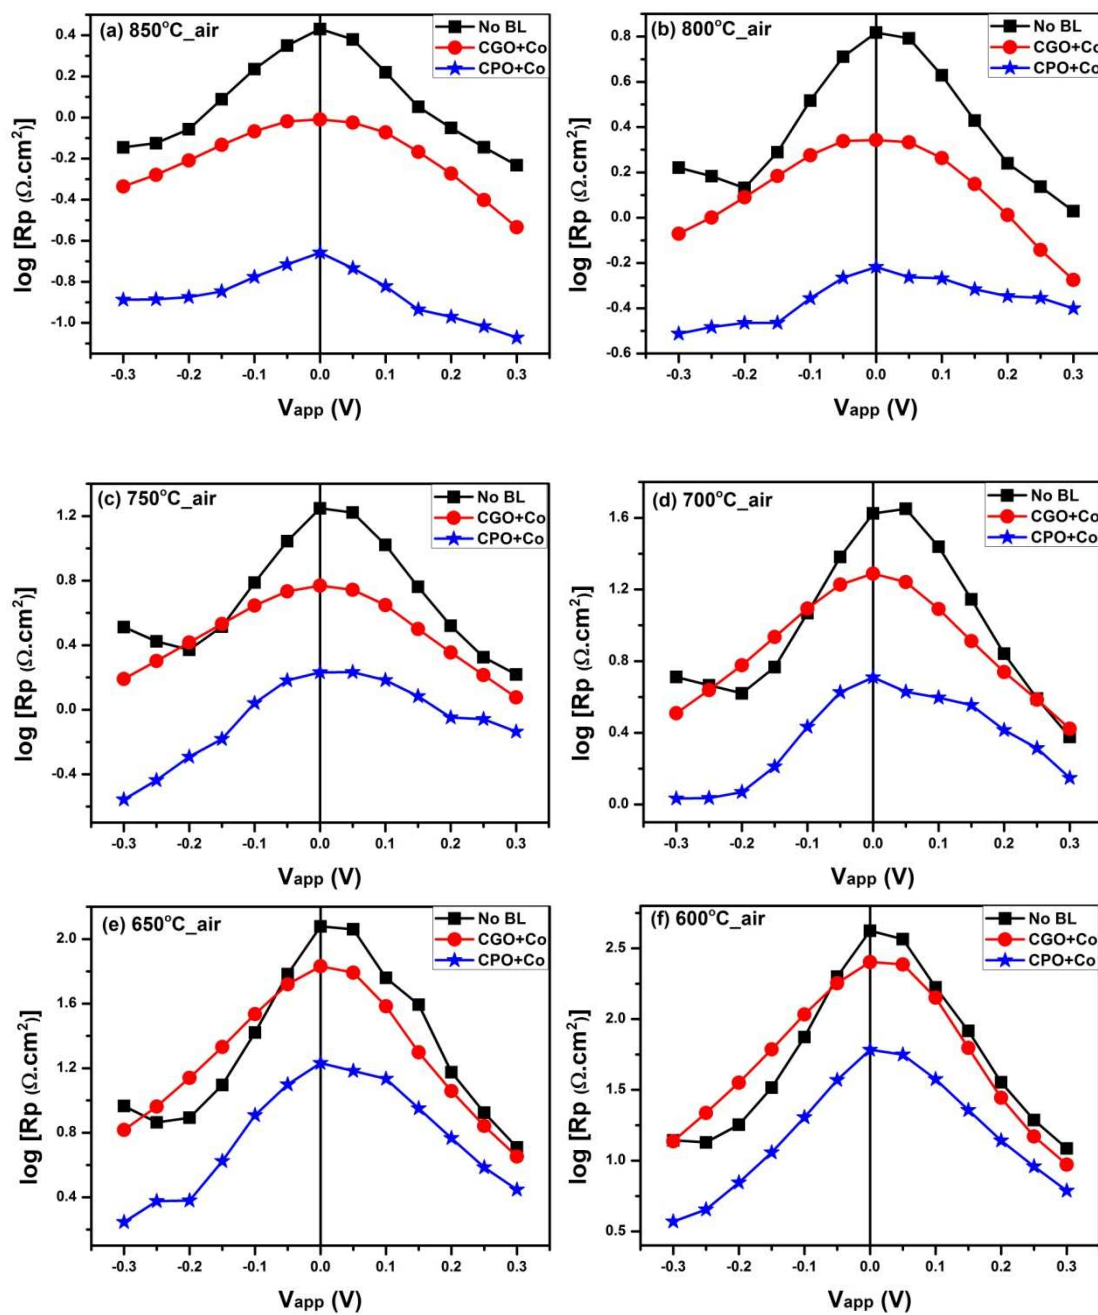 (a) 850°C_air
No BL
CGO+Co
CPO+Co
log [Rp (Ω.cm²)]
0.4
0.4
0.0
-0.2
-0.4
-0.6
-0.8
-1.0
-0.3 -0.2 -0.1 0.0 0.1 0.2 0.3
Vapp (V)
(b) 800°C_air
No BL
CGO+Co
CPO+Co
log [Rp (Ω.cm²)]
0.8
0.6
0.4
0.2
0.0
-0.2
-0.4
-0.6
-0.3 -0.2 -0.1 0.0 0.1 0.2 0.3
Vapp (V)
(c) 750°C_air
No BL
CGO+Co
CPO+Co
log [Rp (Ω.cm²)]
1.2
0.8
0.4
0.0
-0.4
-0.3 -0.2 -0.1 0.0 0.1 0.2 0.3
Vapp (V)
(d) 700°C_air
No BL
CGO+Co
CPO+Co
log [Rp (Ω.cm²)]
1.6
1.2
0.8
0.4
0.0
-0.3 -0.2 -0.1 0.0 0.1 0.2 0.3
Vapp (V)
(e) 650°C_air
No BL
CGO+Co
CPO+Co
log [Rp (Ω.cm²)]
2.0
1.6
1.2
0.8
0.4
-0.3 -0.2 -0.1 0.0 0.1 0.2 0.3
Vapp (V)
(f) 600°C_air
No BL
CGO+Co
CPO+Co
log [Rp (Ω.cm²)]
2.5
2.0
1.5
1.0
0.5
-0.3 -0.2 -0.1 0.0 0.1 0.2 0.3
Vapp (V)